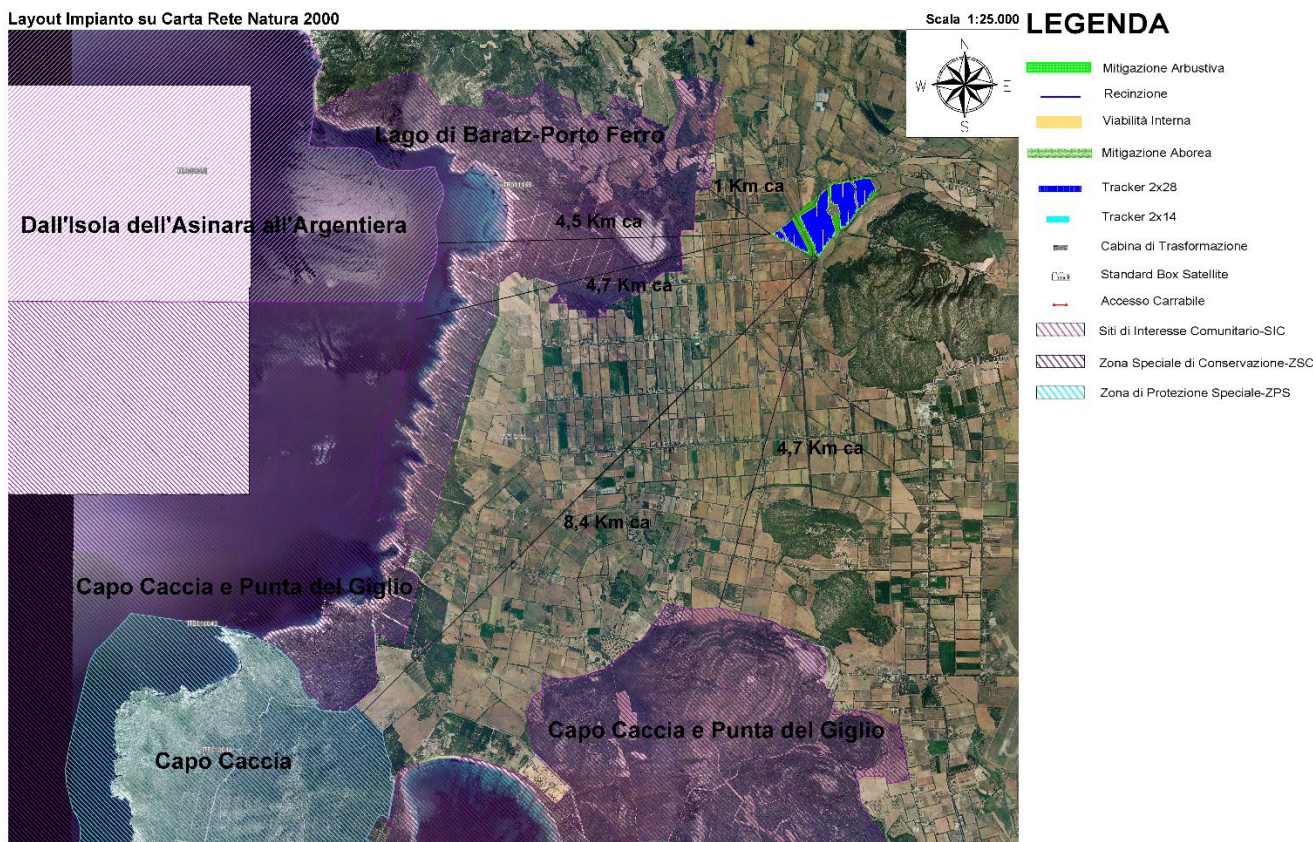 Layout Impianto su Carta Rete Natura 2000
Scala 1:25.000
LEGENDA
N
W
E
S
Mitigazione Arbustiva
Recinzione
Viabilità Interna
Mitigazione Aborea
Tracker 2x28
Tracker 2x14
Cabina di Trasformazione
Standard Box Satellite
Accesso Carrabile
Siti di Interesse Comunitario-SIC
Zona Speciale di Conservazione-ZSC
Zona di Protezione Speciale-ZPS
Lago di Baratz-Porto Ferro
1 Km ca
Dall'Isola dell'Asinara all'Argentiera
4,5 Km ca
4,7 Km ca
4,7 Km ca
8,4 Km ca
Capo Caccia e Punta del Giglio
Capo Caccia e Punta del Giglio
Capo Caccia